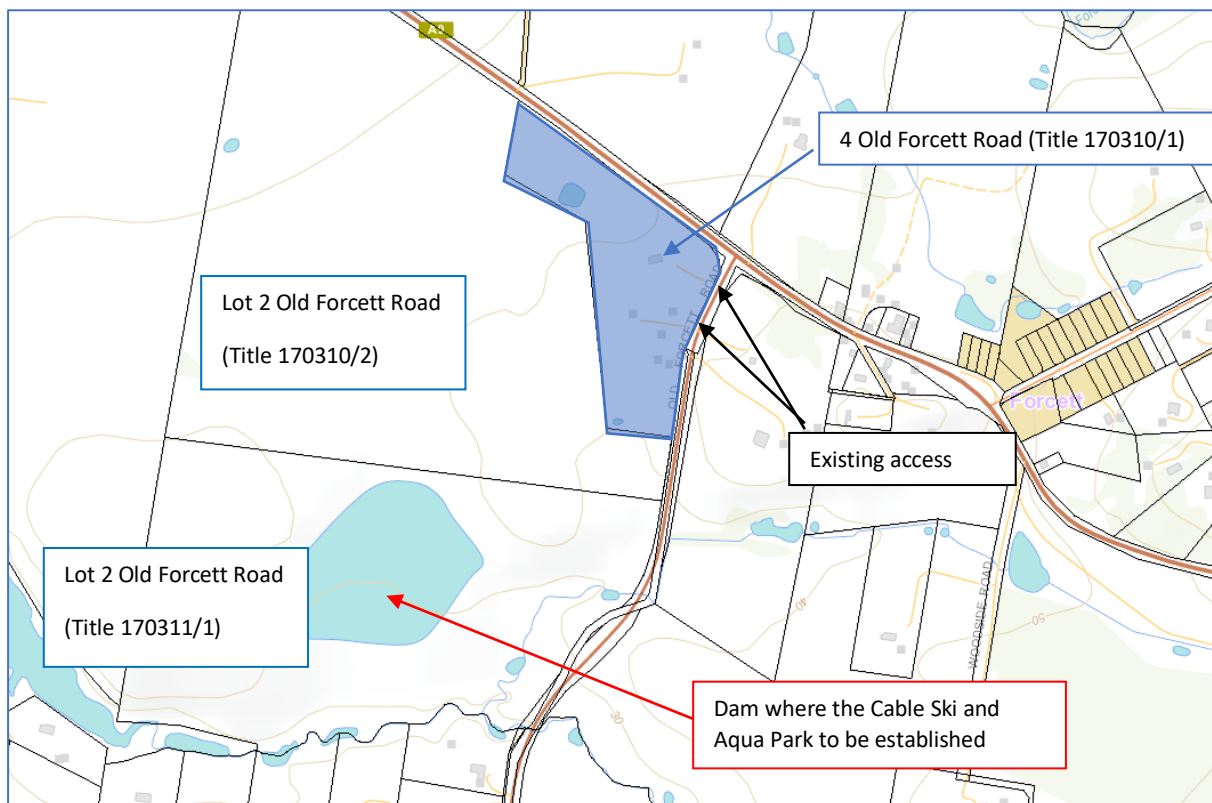 4 Old Forcett Road (Title 170310/1)
OLD FORCETT ROAD
Lot 2 Old Forcett Road
(Title 170310/2)
Forcett
Existing access
Lot 2 Old Forcett Road
(Title 170311/1)
40
50
WOODSIDE ROAD
30
Dam where the Cable Ski and
Aqua Park to be established